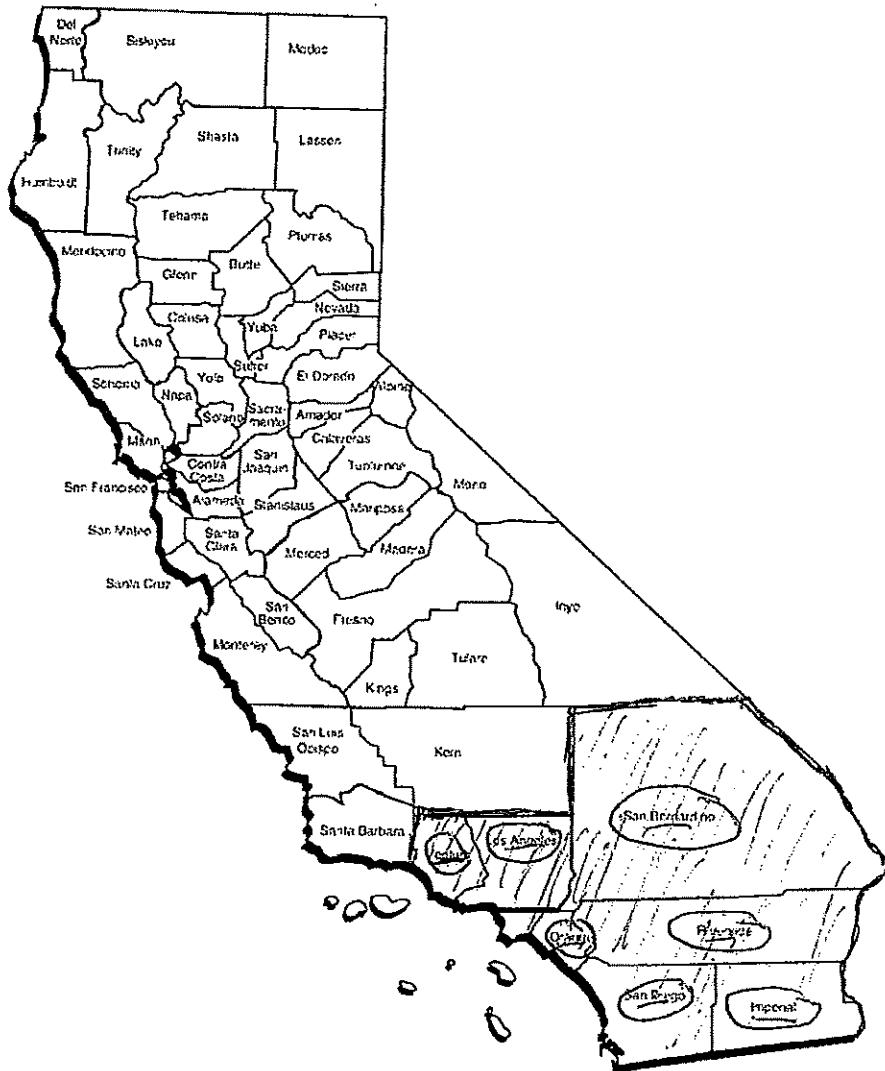 Del
Norte
Siskiyou
Modoc
Shasta
Lassen
Trinity
Humboldt
Tehama
Plumas
Mendocino
Butte
Glenn
Sierra
Nevada
Colusa
Yuba
Placer
Lake
Sutter
Yolo
El Dorado
Sonoma
Napa
Alpine
Sacra-
mento
Solano
Amador
Marin
Calaveras
San
Joaquin
Contra
Costa
Tuolumne
Mono
San Francisco
Alameda
Stanislaus
Mariposa
San Mateo
Santa
Clara
Merced
Madera
Santa Cruz
San
Benito
Fresno
Inyo
Monterey
Tulare
Kings
San Luis
Obispo
Kern
San Bernardino
Santa Barbara
Ventura
Los Angeles
Orange
Riverside
San Diego
Imperial